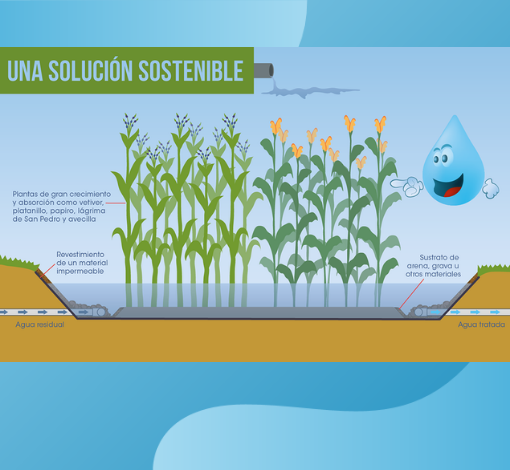 UNA SOLUCIÓN SOSTENIBLE
Plantas de gran crecimiento
y absorción como vetiver,
platanillo, papiro, lágrima
de San Pedro y avecilla
Revestimiento
de un material
impermeable
Sustrato de
arena, grava u
otros materiales
Agua residual
Agua tratada